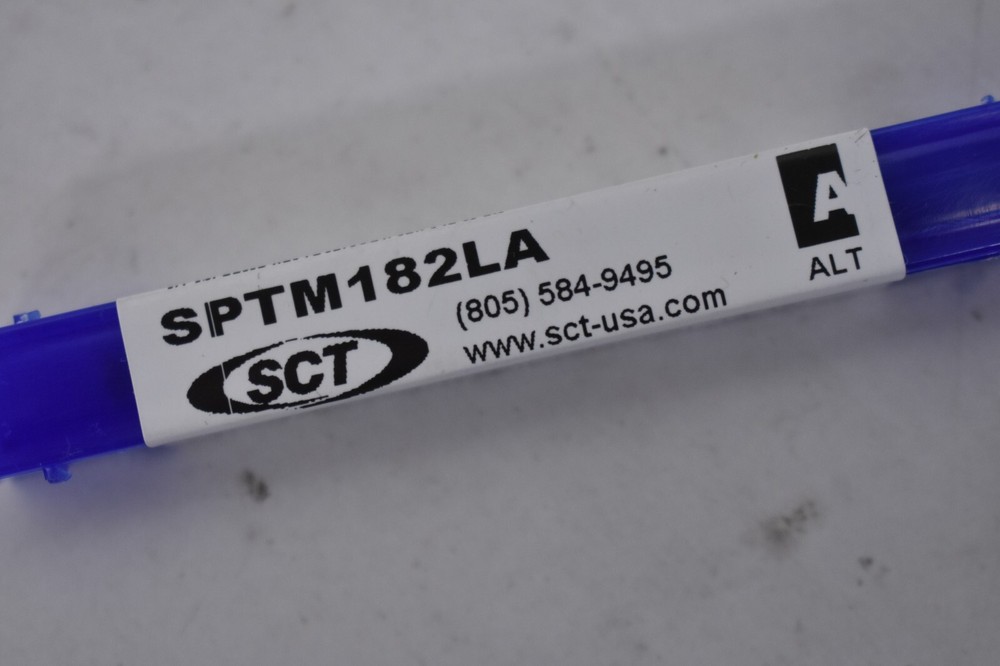 SPTM182LA
SCT
(805) 584-9495
www.sct-usa.com
A
ALT